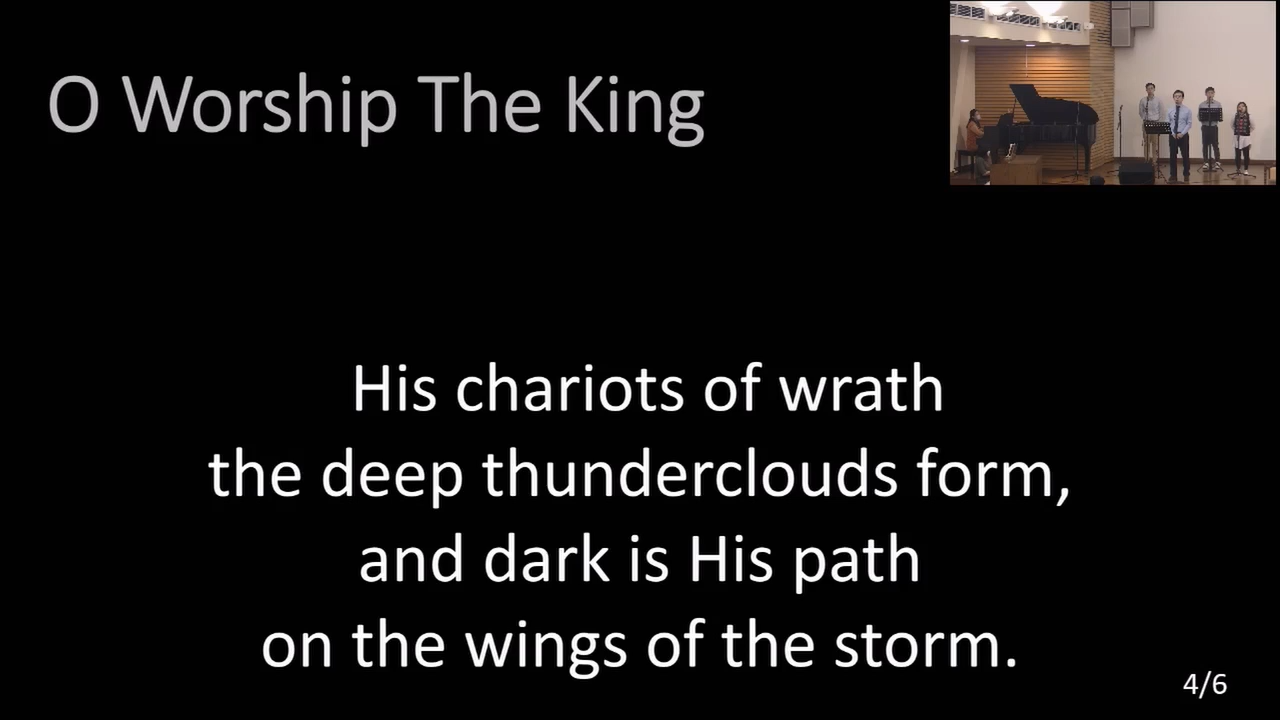 O Worship The King
His chariots of wrath
the deep thunderclouds form,
and dark is His path
on the wings of the storm.
4/6